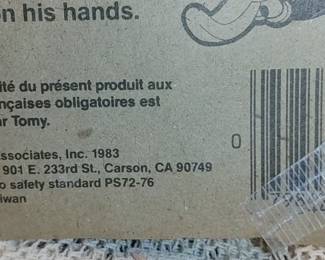 on his hands.
ité du présent produit aux
nçaises obligatoires est
ar Tomy.
ssociates, Inc. 1983
901 E. 233rd St., Carson, CA 90749
o safety standard PS72-76
iwan
0